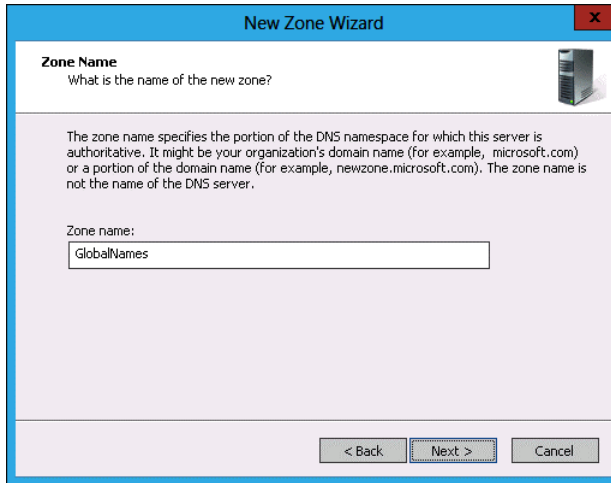 New Zone Wizard
x
Zone Name
What is the name of the new zone?
The zone name specifies the portion of the DNS namespace for which this server is
authoritative. It might be your organization's domain name (for example, microsoft.com)
or a portion of the domain name (for example, newzone.microsoft.com). The zone name is
not the name of the DNS server.
Zone name:
GlobalNames
< Back Next > Cancel